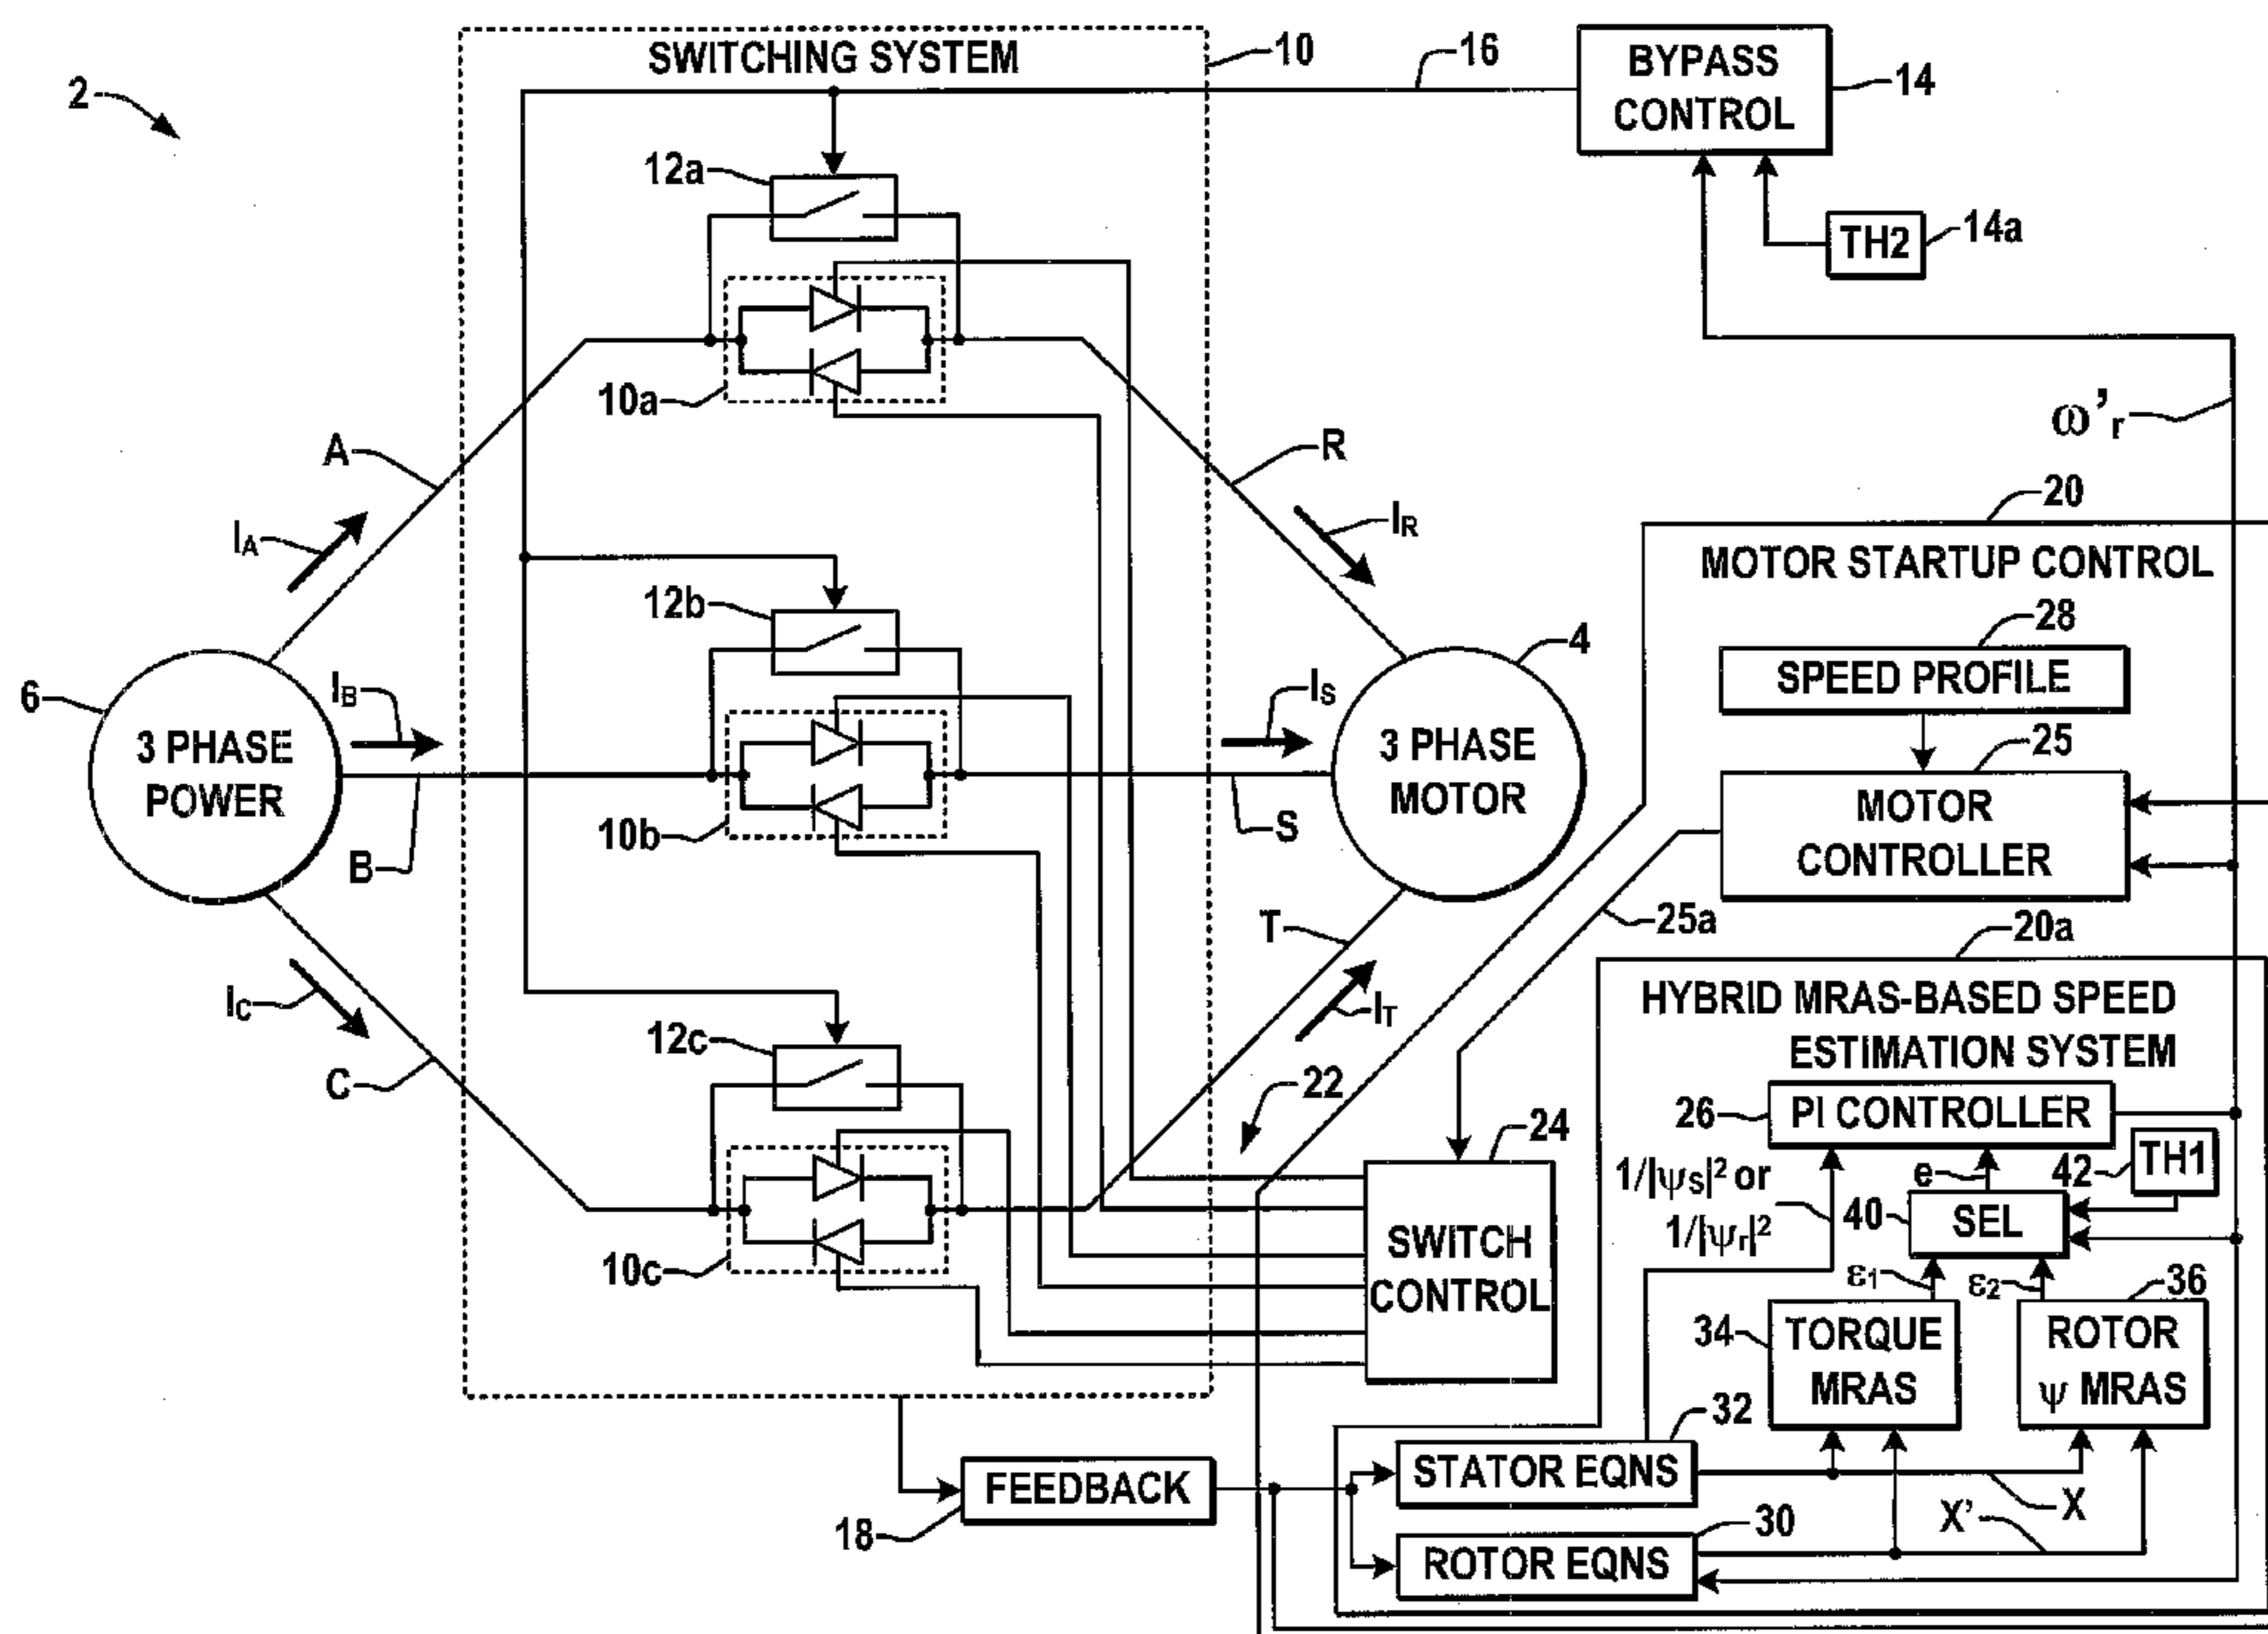 SWITCHING SYSTEM
10
16
BYPASS
CONTROL
14
2
12a
TH2
14a
10a
ω'r
A
R
20
IA
IR
MOTOR STARTUP CONTROL
12b
28
4
SPEED PROFILE
6
IB
IS
25
3 PHASE
POWER
3 PHASE
MOTOR
MOTOR
CONTROLLER
10b
S
B
T
25a
20a
IC
IT
HYBRID MRAS-BASED SPEED
ESTIMATION SYSTEM
12c
C
22
26
PI CONTROLLER
24
1/|ψs|² or
1/|ψr|²
e
42
TH1
40
SEL
SWITCH
CONTROL
10c
ε1
ε2
36
34
TORQUE
MRAS
ROTOR
ψ MRAS
32
FEEDBACK
STATOR EQNS
18
X
X'
30
ROTOR EQNS